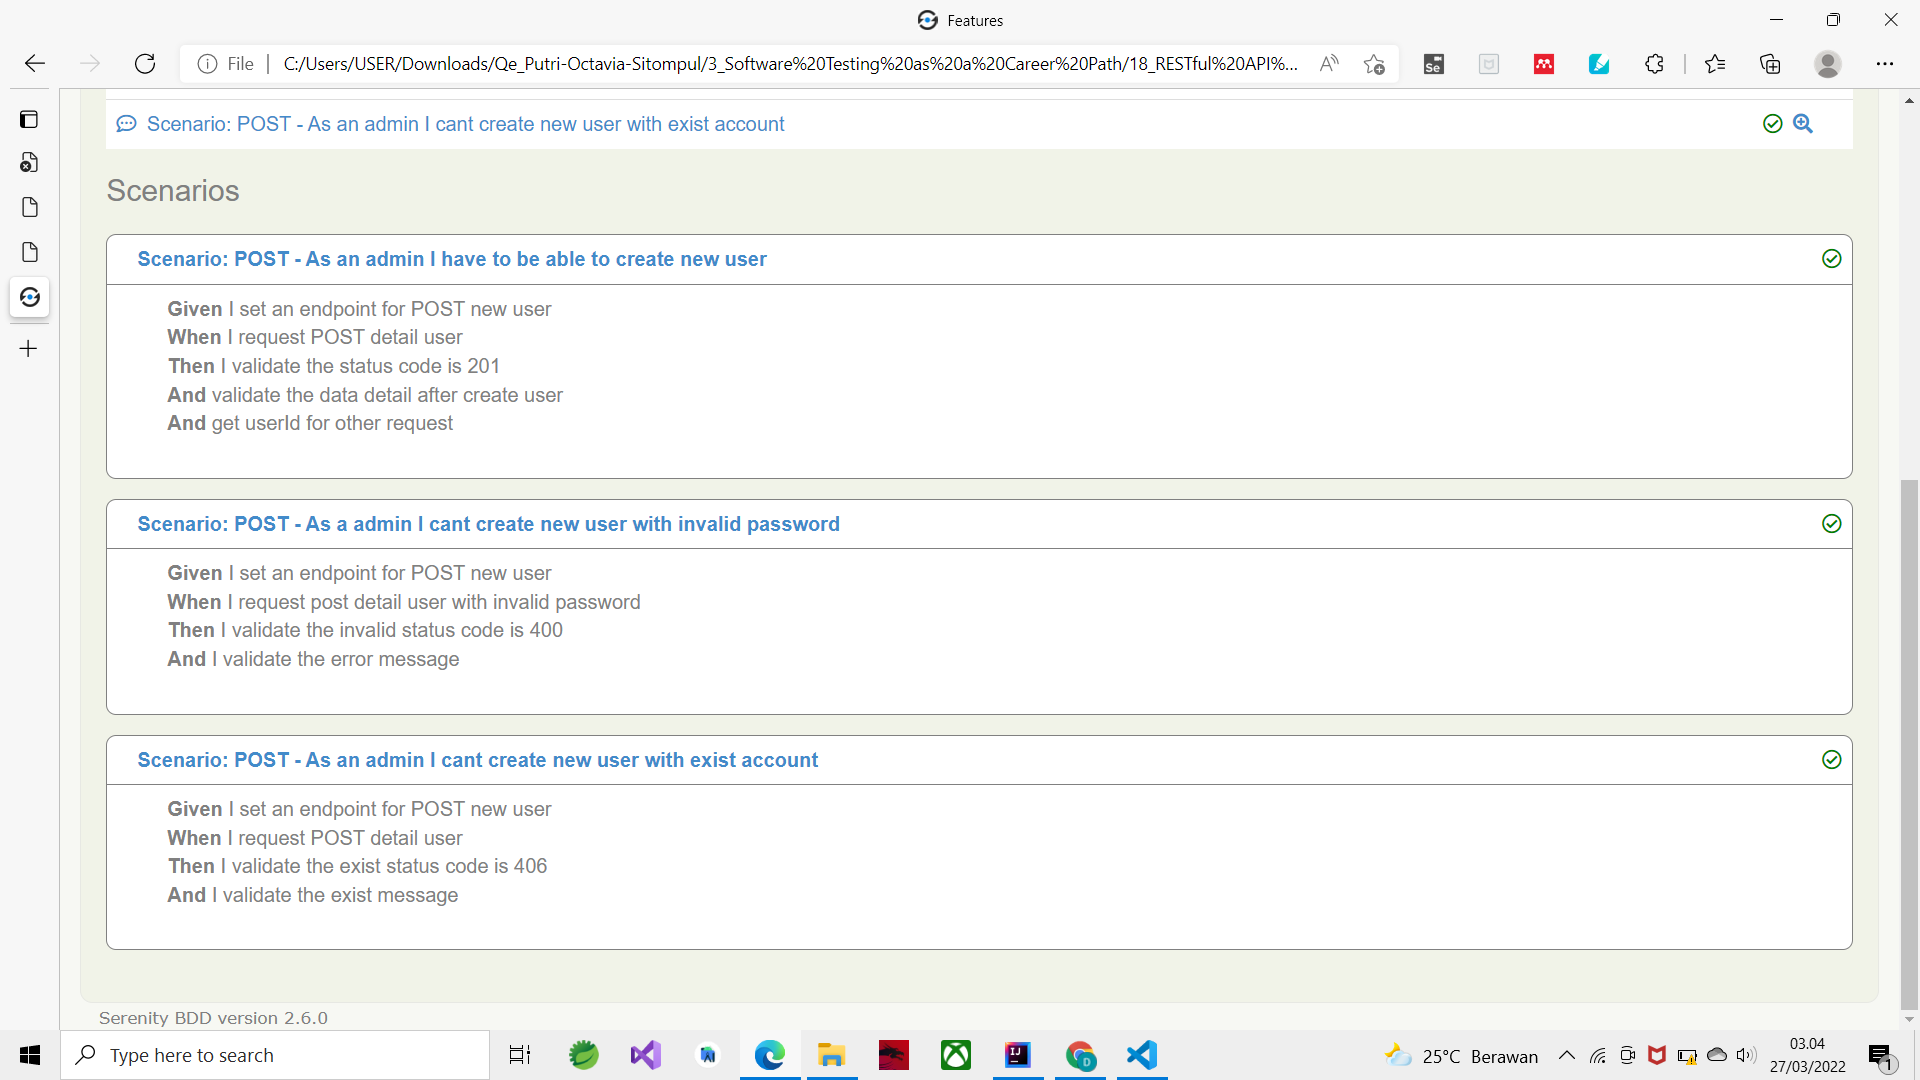 Features
File
C:/Users/USER/Downloads/Qe_Putri-Octavia-Sitompul/3_Software%20Testing%20as%20a%20Career%20Path/18_RESTful%20API%...
Scenario: POST - As an admin I cant create new user with exist account
Scenarios
Scenario: POST - As an admin I have to be able to create new user
Given I set an endpoint for POST new user
When I request POST detail user
Then I validate the status code is 201
And validate the data detail after create user
And get userId for other request
Scenario: POST - As a admin I cant create new user with invalid password
Given I set an endpoint for POST new user
When I request post detail user with invalid password
Then I validate the invalid status code is 400
And I validate the error message
Scenario: POST - As an admin I cant create new user with exist account
Given I set an endpoint for POST new user
When I request POST detail user
Then I validate the exist status code is 406
And I validate the exist message
Serenity BDD version 2.6.0
Type here to search
25°C Berawan
03.04
27/03/2022
1